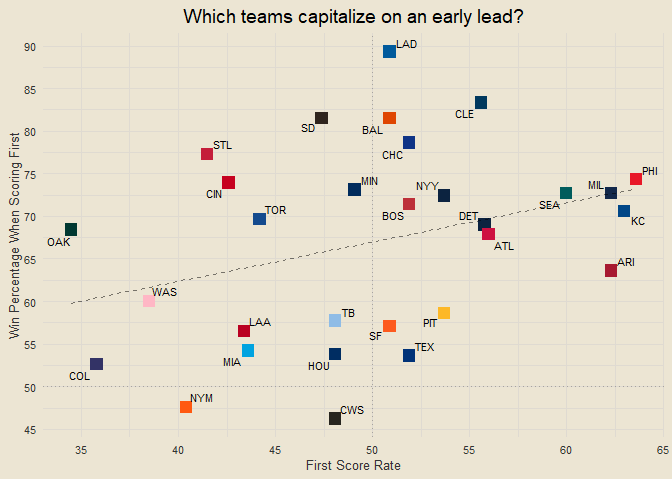 Which teams capitalize on an early lead?
90
LAD
85
CLE
SD
BAL
80
CHC
STL
75
PHI
MIN
NYY
MIL
CIN
SEA
70
TOR
BOS
DET
KC
OAK
ATL
65
ARI
60
WAS
TB
PIT
LAA
SF
55
MIA
HOU
TEX
COL
50
NYM
CWS
45
35
40
45
50
55
60
65
First Score Rate
Win Percentage When Scoring First